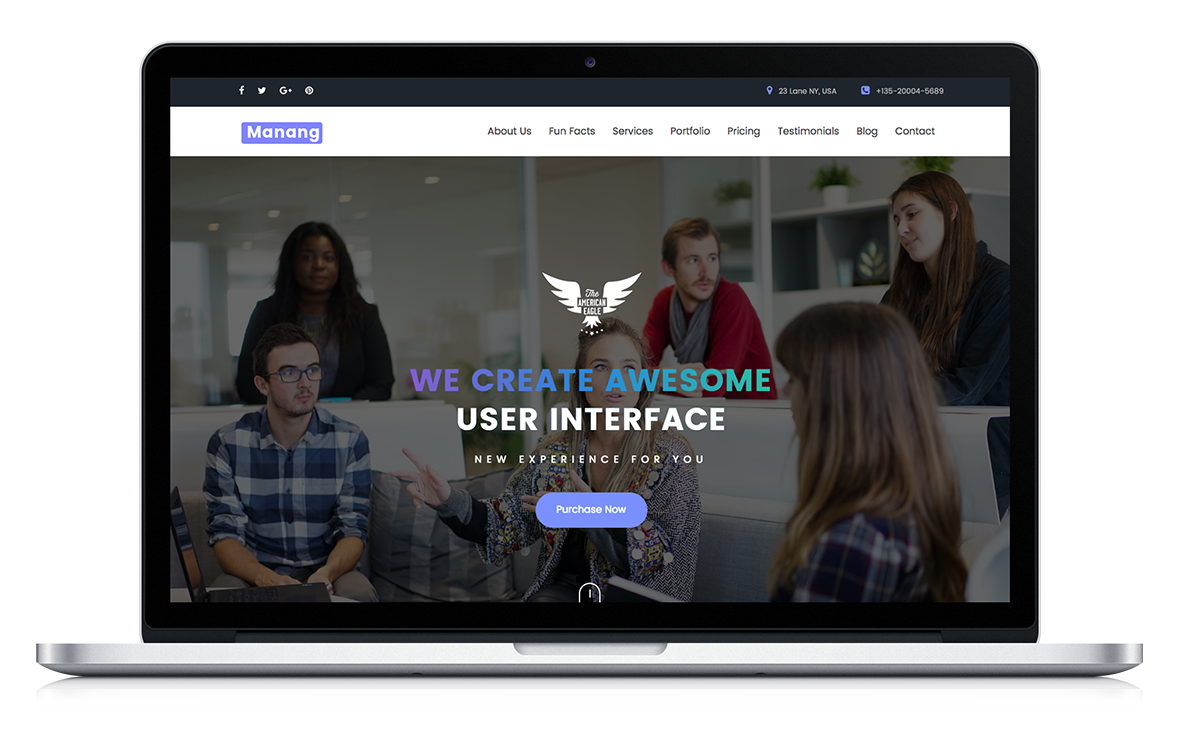 23 Lane NY, USA +135-20004-5689
Manang About Us Fun Facts Services Portfolio Pricing Testimonials Blog Contact
The
AMERICAN
EAGLE
WE CREATE AWESOME
USER INTERFACE
NEW EXPERIENCE FOR YOU
Purchase Now